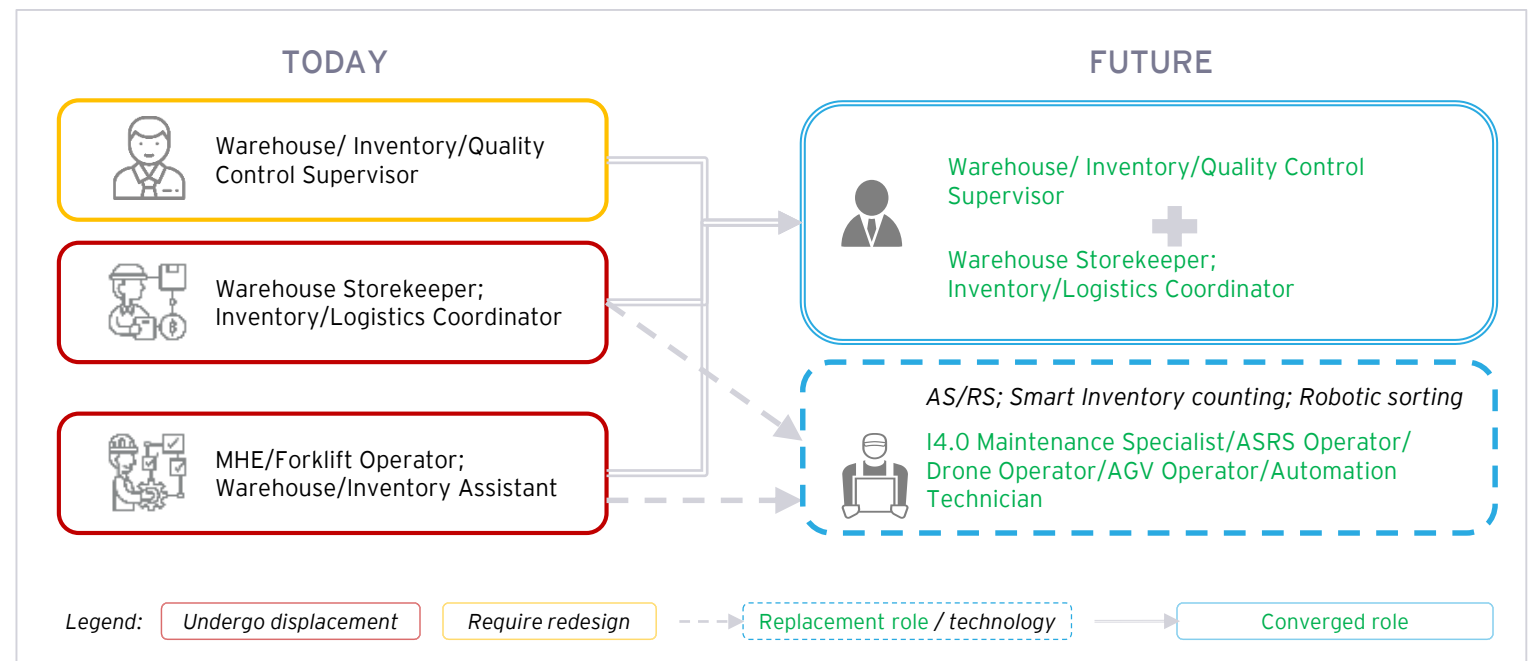 TODAY
FUTURE
Warehouse/ Inventory/Quality
Control Supervisor
Warehouse Storekeeper;
Inventory/Logistics Coordinator
MHE/Forklift Operator;
Warehouse/Inventory Assistant
Warehouse/ Inventory/Quality Control
Supervisor
Warehouse Storekeeper;
Inventory/Logistics Coordinator
AS/RS; Smart Inventory counting; Robotic sorting
I4.0 Maintenance Specialist/ASRS Operator/
Drone Operator/AGV Operator/Automation
Technician
Legend:
Undergo displacement
Require redesign
Replacement role / technology
Converged role